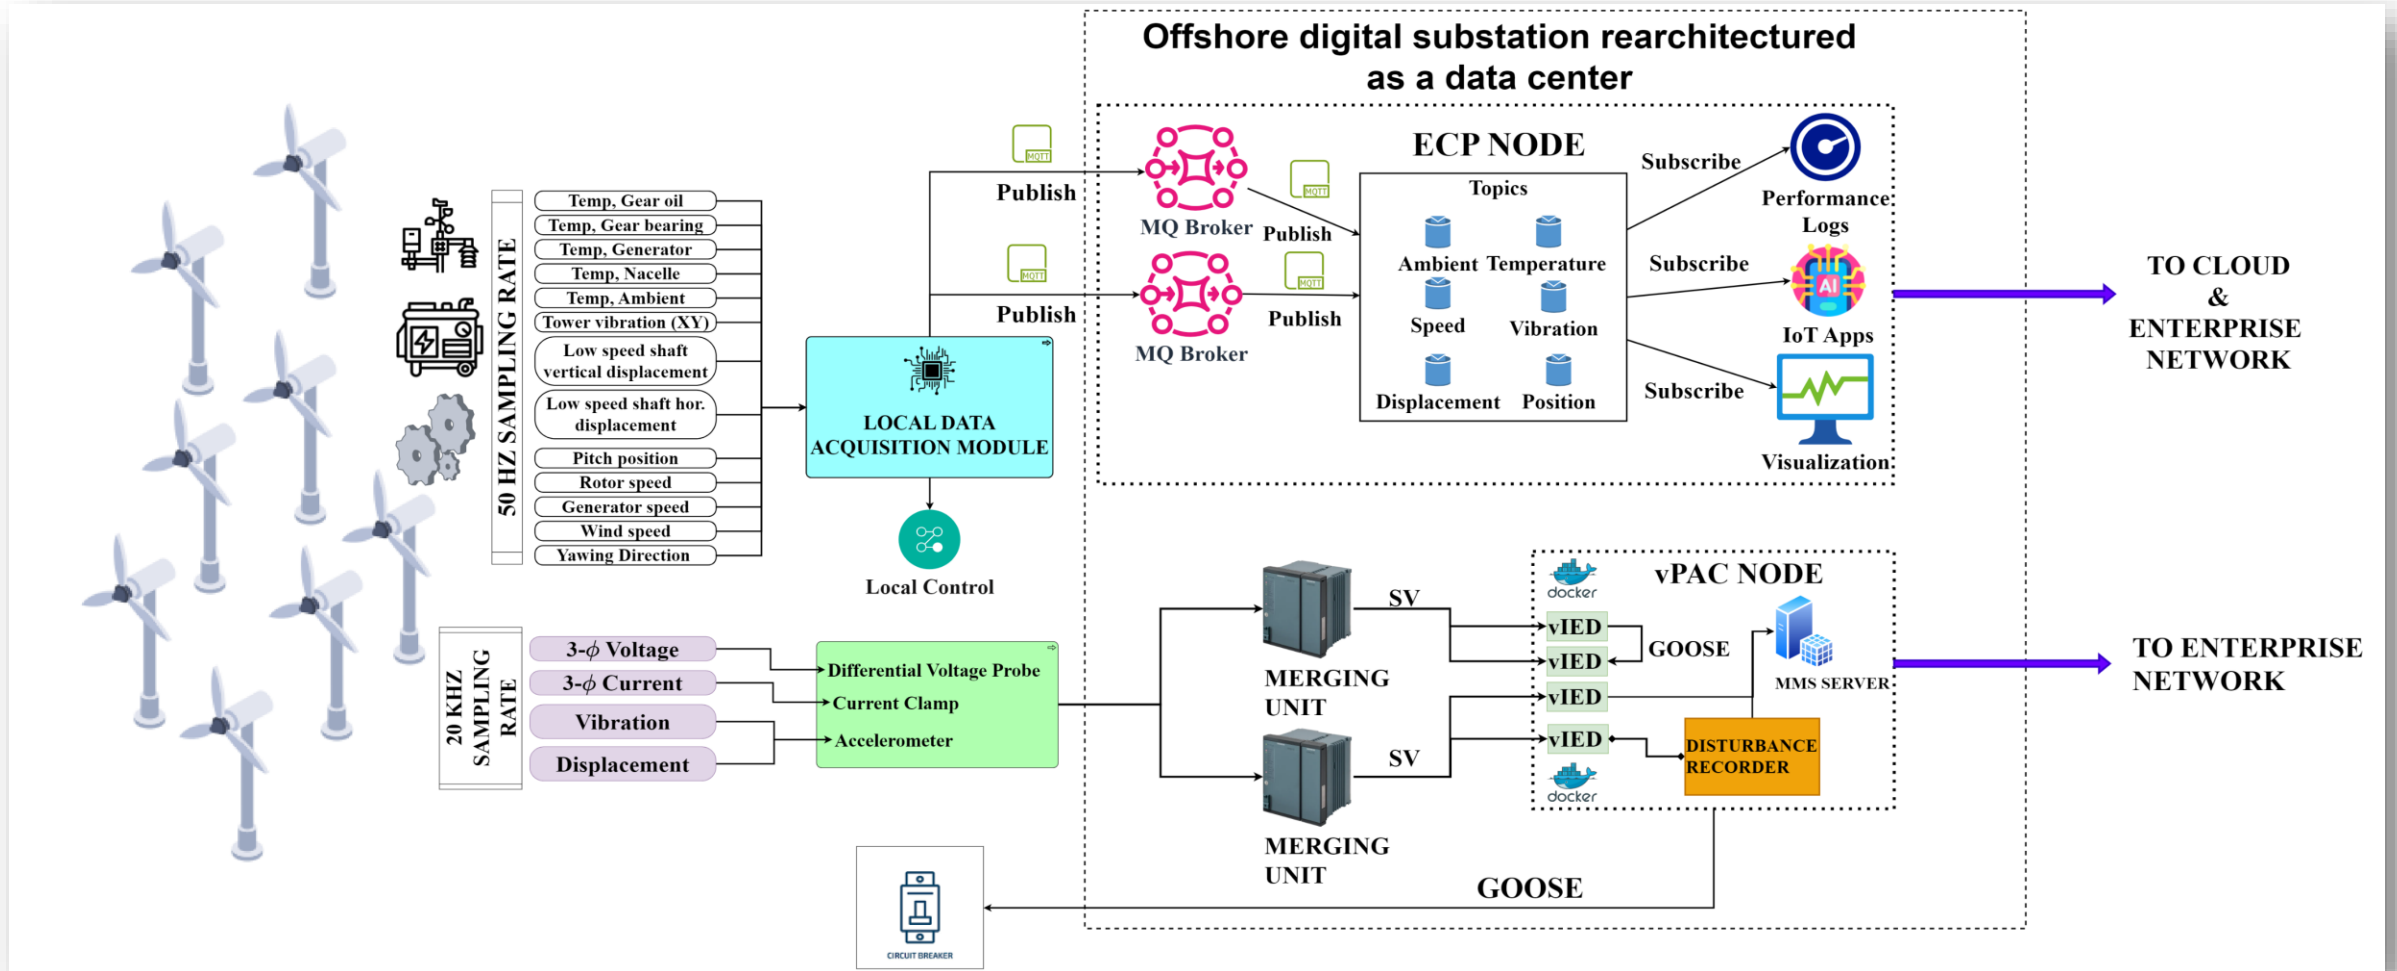 Offshore digital substation rearchitectured
as a data center
50 HZ SAMPLING RATE
Temp, Gear oil
Temp, Gear bearing
Temp, Generator
Temp, Nacelle
Temp, Ambient
Tower vibration (XY)
Low speed shaft
vertical displacement
Low speed shaft hor.
displacement
Pitch position
Rotor speed
Generator speed
Wind speed
Yawing Direction
LOCAL DATA
ACQUISITION MODULE
Local Control
MQTT
Publish
MQTT
Publish
MQ Broker
MQ Broker
MQTT
Publish
MQTT
Publish
ECP NODE
Topics
Ambient
Temperature
Speed
Vibration
Displacement
Position
Subscribe
Subscribe
Subscribe
Performance
Logs
AI
IoT Apps
Visualization
TO CLOUD
&
ENTERPRISE
NETWORK
20 KHZ
SAMPLING
RATE
3-ϕ Voltage
3-ϕ Current
Vibration
Displacement
Differential Voltage Probe
Current Clamp
Accelerometer
MERGING
UNIT
MERGING
UNIT
SV
SV
vPAC NODE
docker
vIED
vIED
vIED
vIED
docker
GOOSE
MMS SERVER
DISTURBANCE
RECORDER
TO ENTERPRISE
NETWORK
GOOSE
CIRCUIT BREAKER